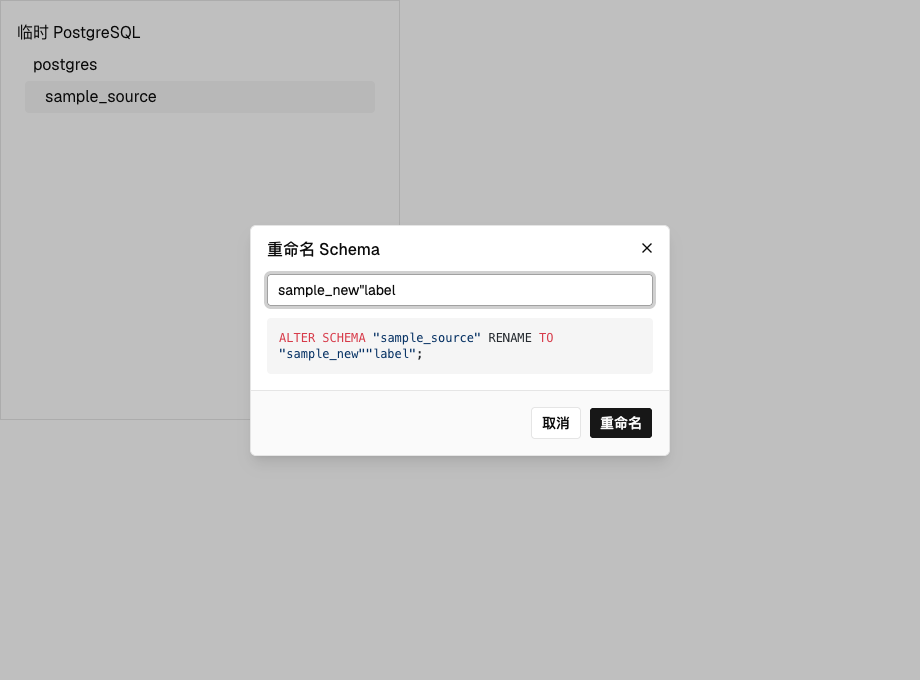 临时 PostgreSQL
postgres
sample_source
重命名 Schema
sample_new"label
ALTER SCHEMA "sample_source" RENAME TO
"sample_new""label";
取消
重命名